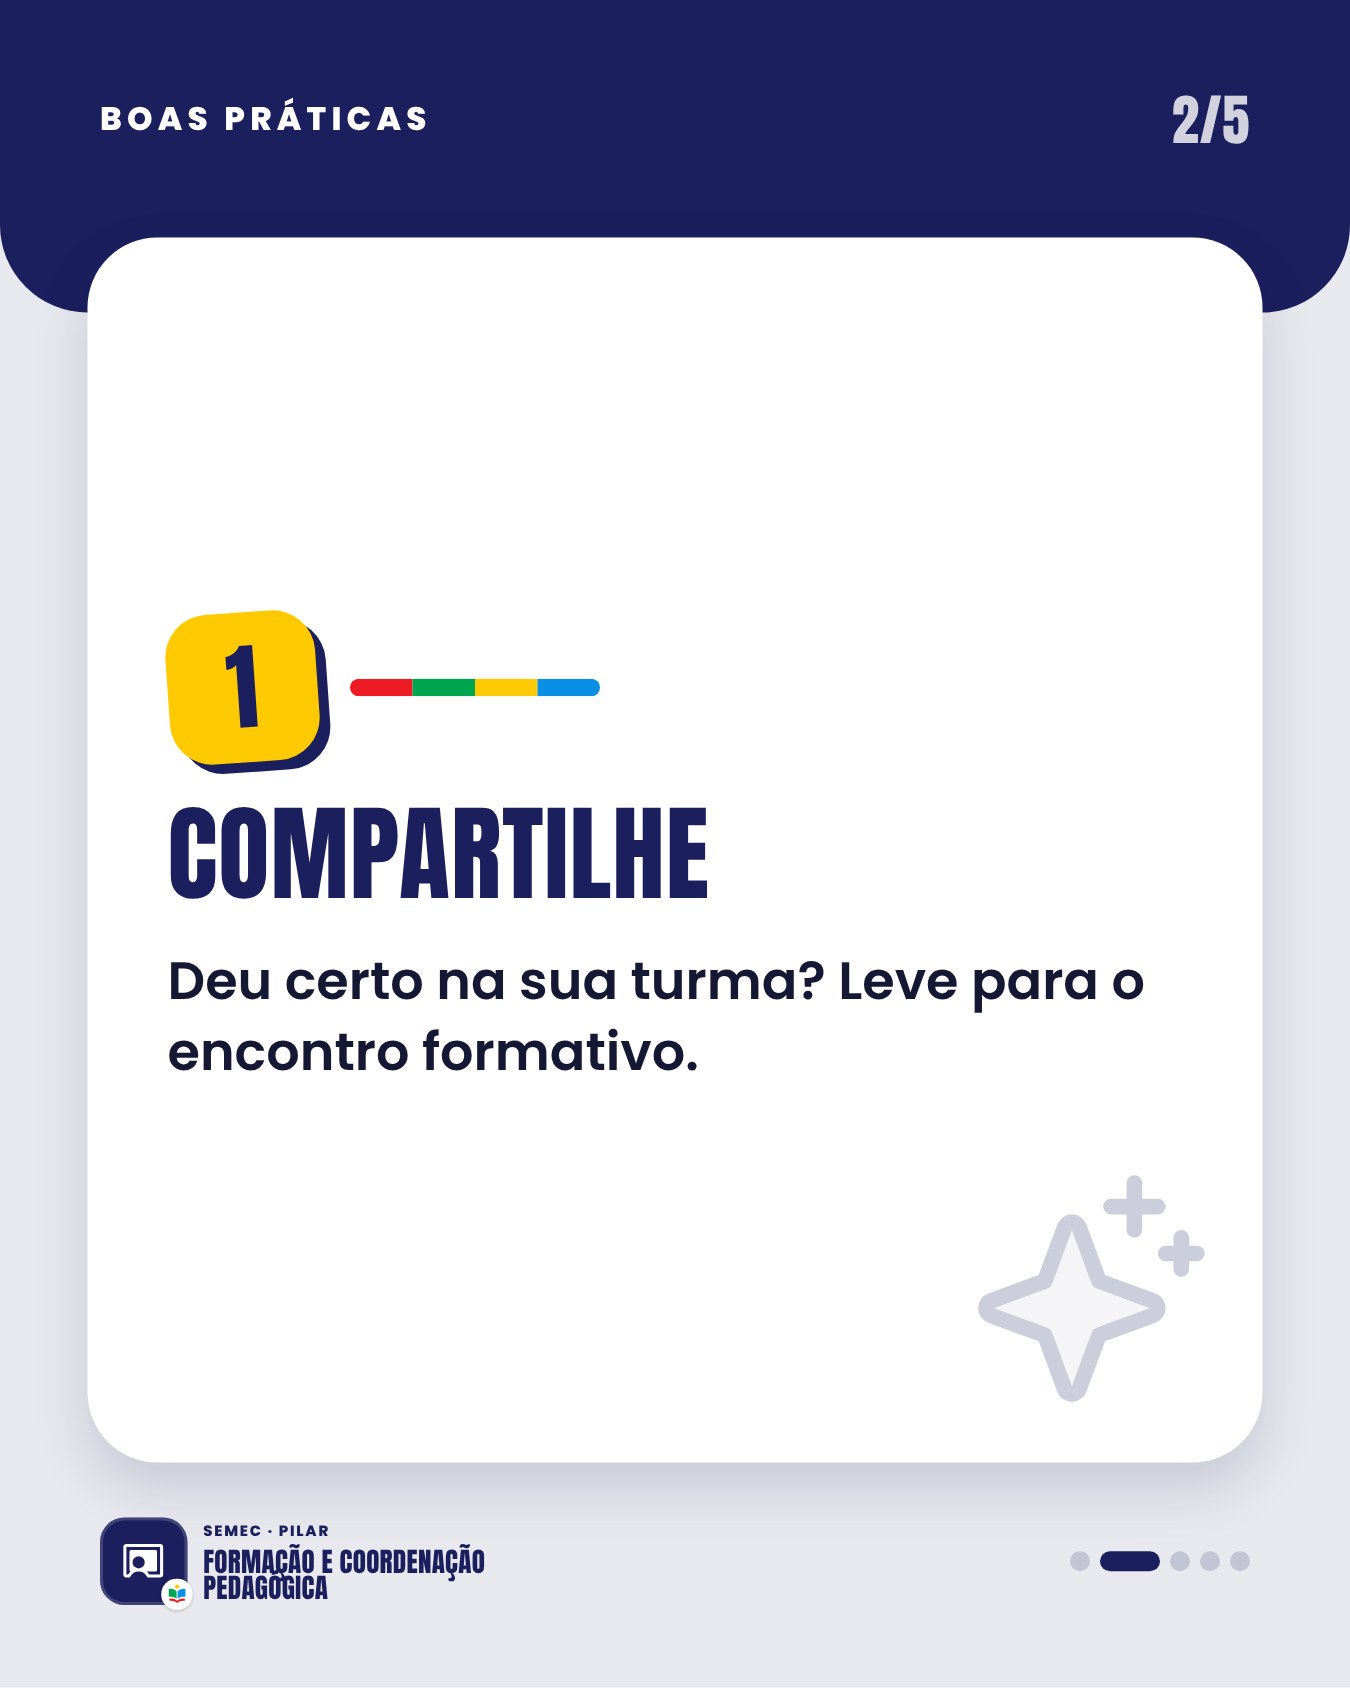 BOAS PRÁTICAS
2/5
1
COMPARTILHE
Deu certo na sua turma? Leve para o
encontro formativo.
SEMEC · PILAR
FORMAÇÃO E COORDENAÇÃO
PEDAGÓGICA